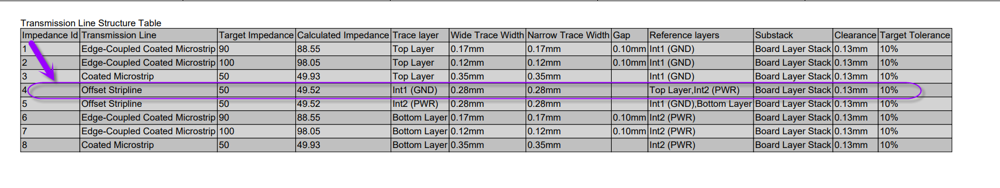 Transmission Line Structure Table
Impedance Id Transmission Line Target Impedance Calculated Impedance Trace layer Wide Trace Width Narrow Trace Width Gap Reference layers Substack Clearance Target Tolerance
1 Edge-Coupled Coated Microstrip 90 88.55 Top Layer 0.17mm 0.17mm 0.10mm Int1 (GND) Board Layer Stack 0.13mm 10%
2 Edge-Coupled Coated Microstrip 100 98.05 Top Layer 0.12mm 0.12mm 0.10mm Int1 (GND) Board Layer Stack 0.13mm 10%
3 Coated Microstrip 50 49.93 Top Layer 0.35mm 0.35mm Int1 (GND) Board Layer Stack 0.13mm 10%
4 Offset Stripline 50 49.52 Int1 (GND) 0.28mm 0.28mm Top Layer,Int2 (PWR) Board Layer Stack 0.13mm 10%
5 Offset Stripline 50 49.52 Int2 (PWR) 0.28mm 0.28mm Int1 (GND),Bottom Layer Board Layer Stack 0.13mm 10%
6 Edge-Coupled Coated Microstrip 90 88.55 Bottom Layer 0.17mm 0.17mm 0.10mm Int2 (PWR) Board Layer Stack 0.13mm 10%
7 Edge-Coupled Coated Microstrip 100 98.05 Bottom Layer 0.12mm 0.12mm 0.10mm Int2 (PWR) Board Layer Stack 0.13mm 10%
8 Coated Microstrip 50 49.93 Bottom Layer 0.35mm 0.35mm Int2 (PWR) Board Layer Stack 0.13mm 10%